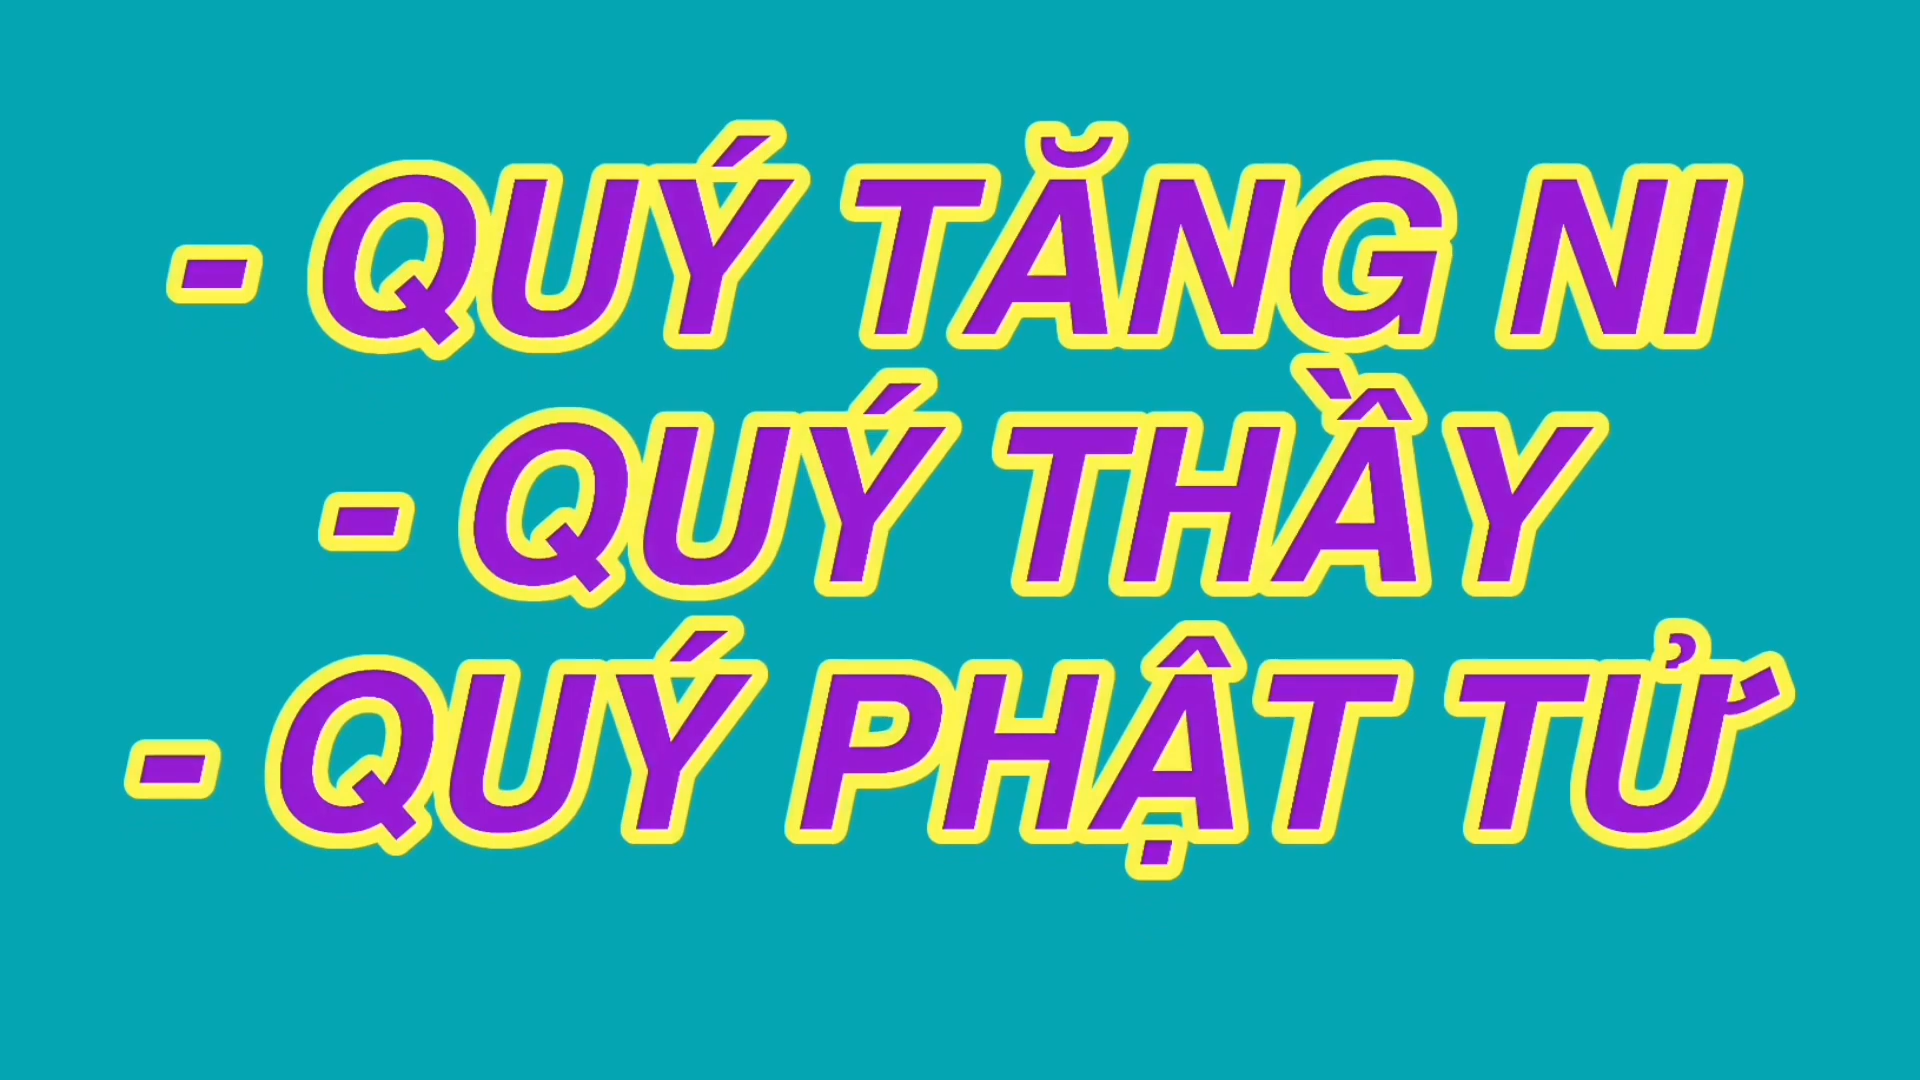 - QUÝ TĂNG NI
- QUÝ THẦY
- QUÝ PHẬT TỬ